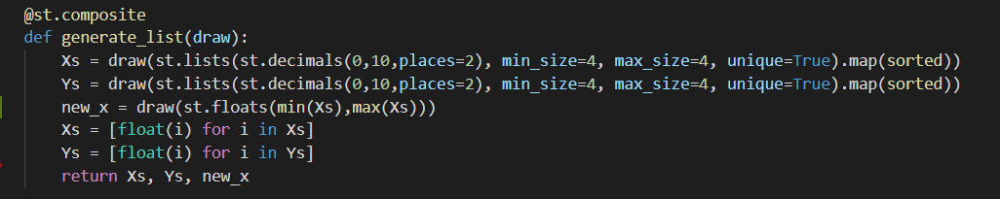 @st.composite
def generate_list(draw):
    Xs = draw(st.lists(st.decimals(0,10,places=2), min_size=4, max_size=4, unique=True).map(sorted))
    Ys = draw(st.lists(st.decimals(0,10,places=2), min_size=4, max_size=4, unique=True).map(sorted))
    new_x = draw(st.floats(min(Xs),max(Xs)))
    Xs = [float(i) for i in Xs]
    Ys = [float(i) for i in Ys]
    return Xs, Ys, new_x